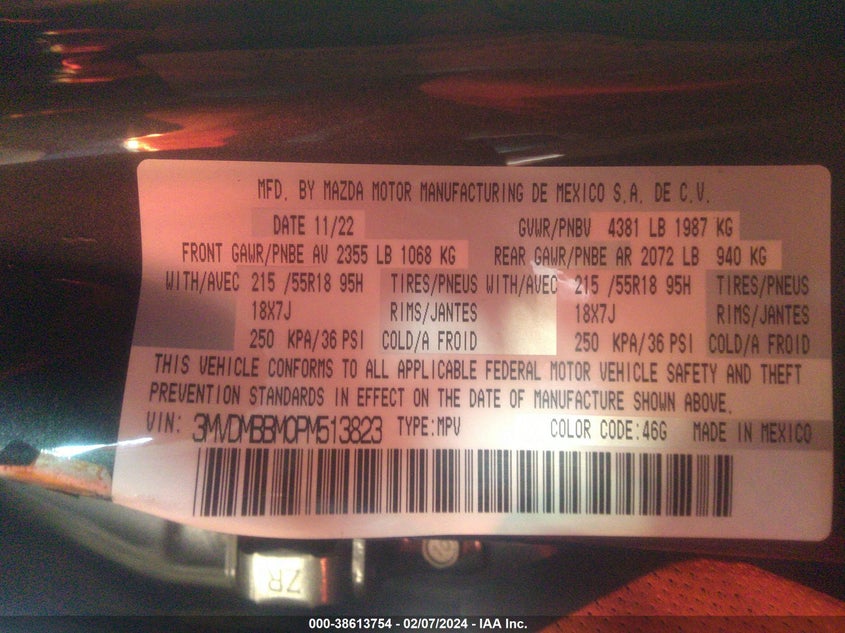 MFD. BY MAZDA MOTOR MANUFACTURING DE MEXICO S.A. DE C.V.
DATE 11/22 GVWR/PNBV 4381 LB 1987 KG
FRONT GAWR/PNBE AV 2355 LB 1068 KG REAR GAWR/PNBE AR 2072 LB 940 KG
WITH/AVEC 215 /55R18 95H TIRES/PNEUS WITH/AVEC 215 /55R18 95H TIRES/PNEUS
18X7J RIMS/JANTES 18X7J RIMS/JANTES
250 KPA/36 PSI COLD/A FROID 250 KPA/36 PSI COLD/A FROID
THIS VEHICLE CONFORMS TO ALL APPLICABLE FEDERAL MOTOR VEHICLE SAFETY AND THEFT
PREVENTION STANDARDS IN EFFECT ON THE DATE OF MANUFACTURE SHOWN ABOVE.
VIN: 3MVDMBBM0PM513823 TYPE:MPV COLOR CODE:46G MADE IN MEXICO
ZR
000-38613754 - 02/07/2024 - IAA Inc.